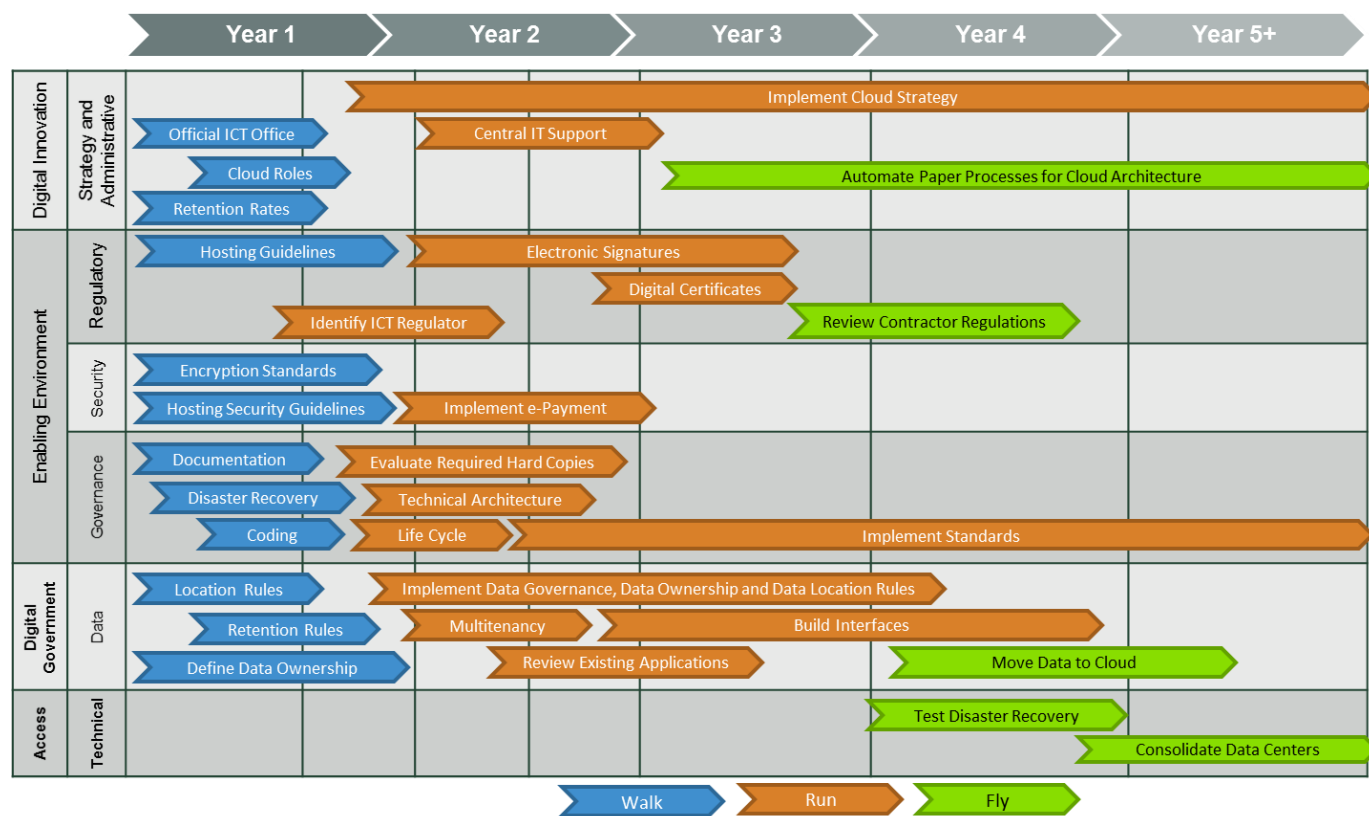 Year 1
Year 2
Year 3
Year 4
Year 5+
Digital Innovation
Strategy and
Administrative
Implement Cloud Strategy
Official ICT Office
Central IT Support
Cloud Roles
Automate Paper Processes for Cloud Architecture
Retention Rates
Enabling Environment
Regulatory
Hosting Guidelines
Electronic Signatures
Digital Certificates
Identify ICT Regulator
Review Contractor Regulations
Security
Encryption Standards
Hosting Security Guidelines
Implement e-Payment
Governance
Documentation
Evaluate Required Hard Copies
Disaster Recovery
Technical Architecture
Coding
Life Cycle
Implement Standards
Digital
Government
Data
Location Rules
Implement Data Governance, Data Ownership and Data Location Rules
Retention Rules
Multitenancy
Build Interfaces
Define Data Ownership
Review Existing Applications
Move Data to Cloud
Access
Technical
Test Disaster Recovery
Consolidate Data Centers
Walk
Run
Fly